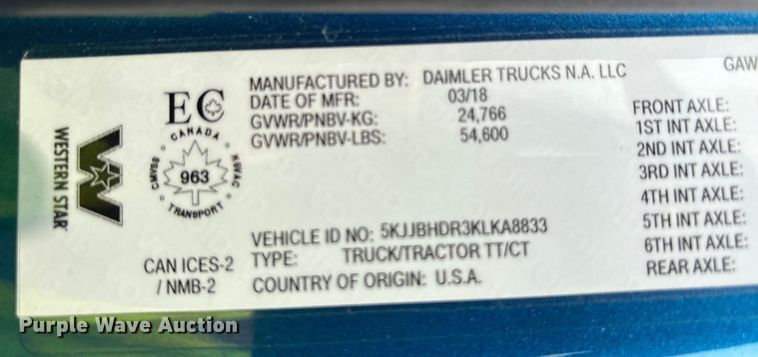 WESTERN STAR
EC
CANADA
CMVSS
963
KSVAC
TRANSPORT
CAN ICES-2
/ NMB-2
MANUFACTURED BY: DAIMLER TRUCKS N.A. LLC
DATE OF MFR: 03/18
GVWR/PNBV-KG: 24,766
GVWR/PNBV-LBS: 54,600
VEHICLE ID NO: 5KJJBHDR3KLKA8833
TYPE: TRUCK/TRACTOR TT/CT
COUNTRY OF ORIGIN: U.S.A.
GAW
FRONT AXLE:
1ST INT AXLE:
2ND INT AXLE:
3RD INT AXLE:
4TH INT AXLE:
5TH INT AXLE:
6TH INT AXLE:
REAR AXLE:
Purple Wave Auction